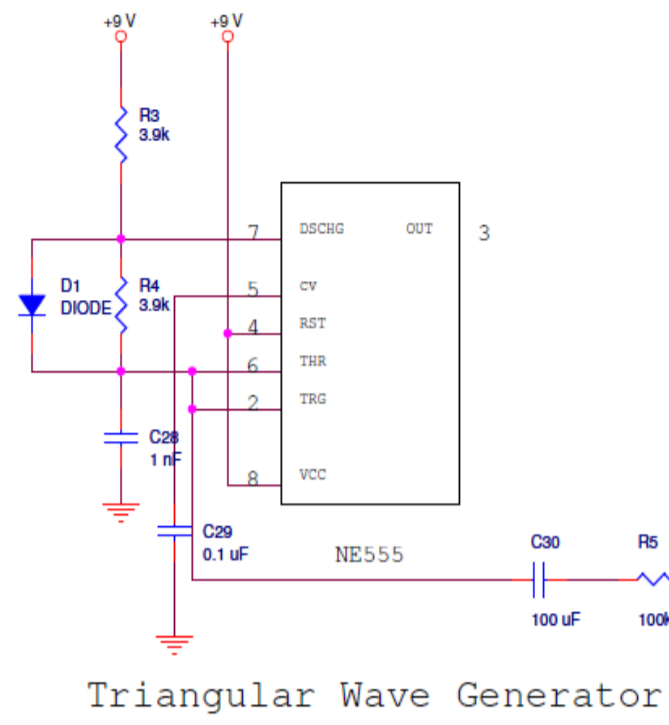 +9 V
+9 V
R3
3.9k
7
DSCHG
OUT
3
D1
DIODE
R4
3.9k
5
CV
4
RST
6
THR
2
TRG
C28
1 nF
8
VCC
C29
0.1 uF
NE555
C30
100 uF
R5
100k
Triangular Wave Generator